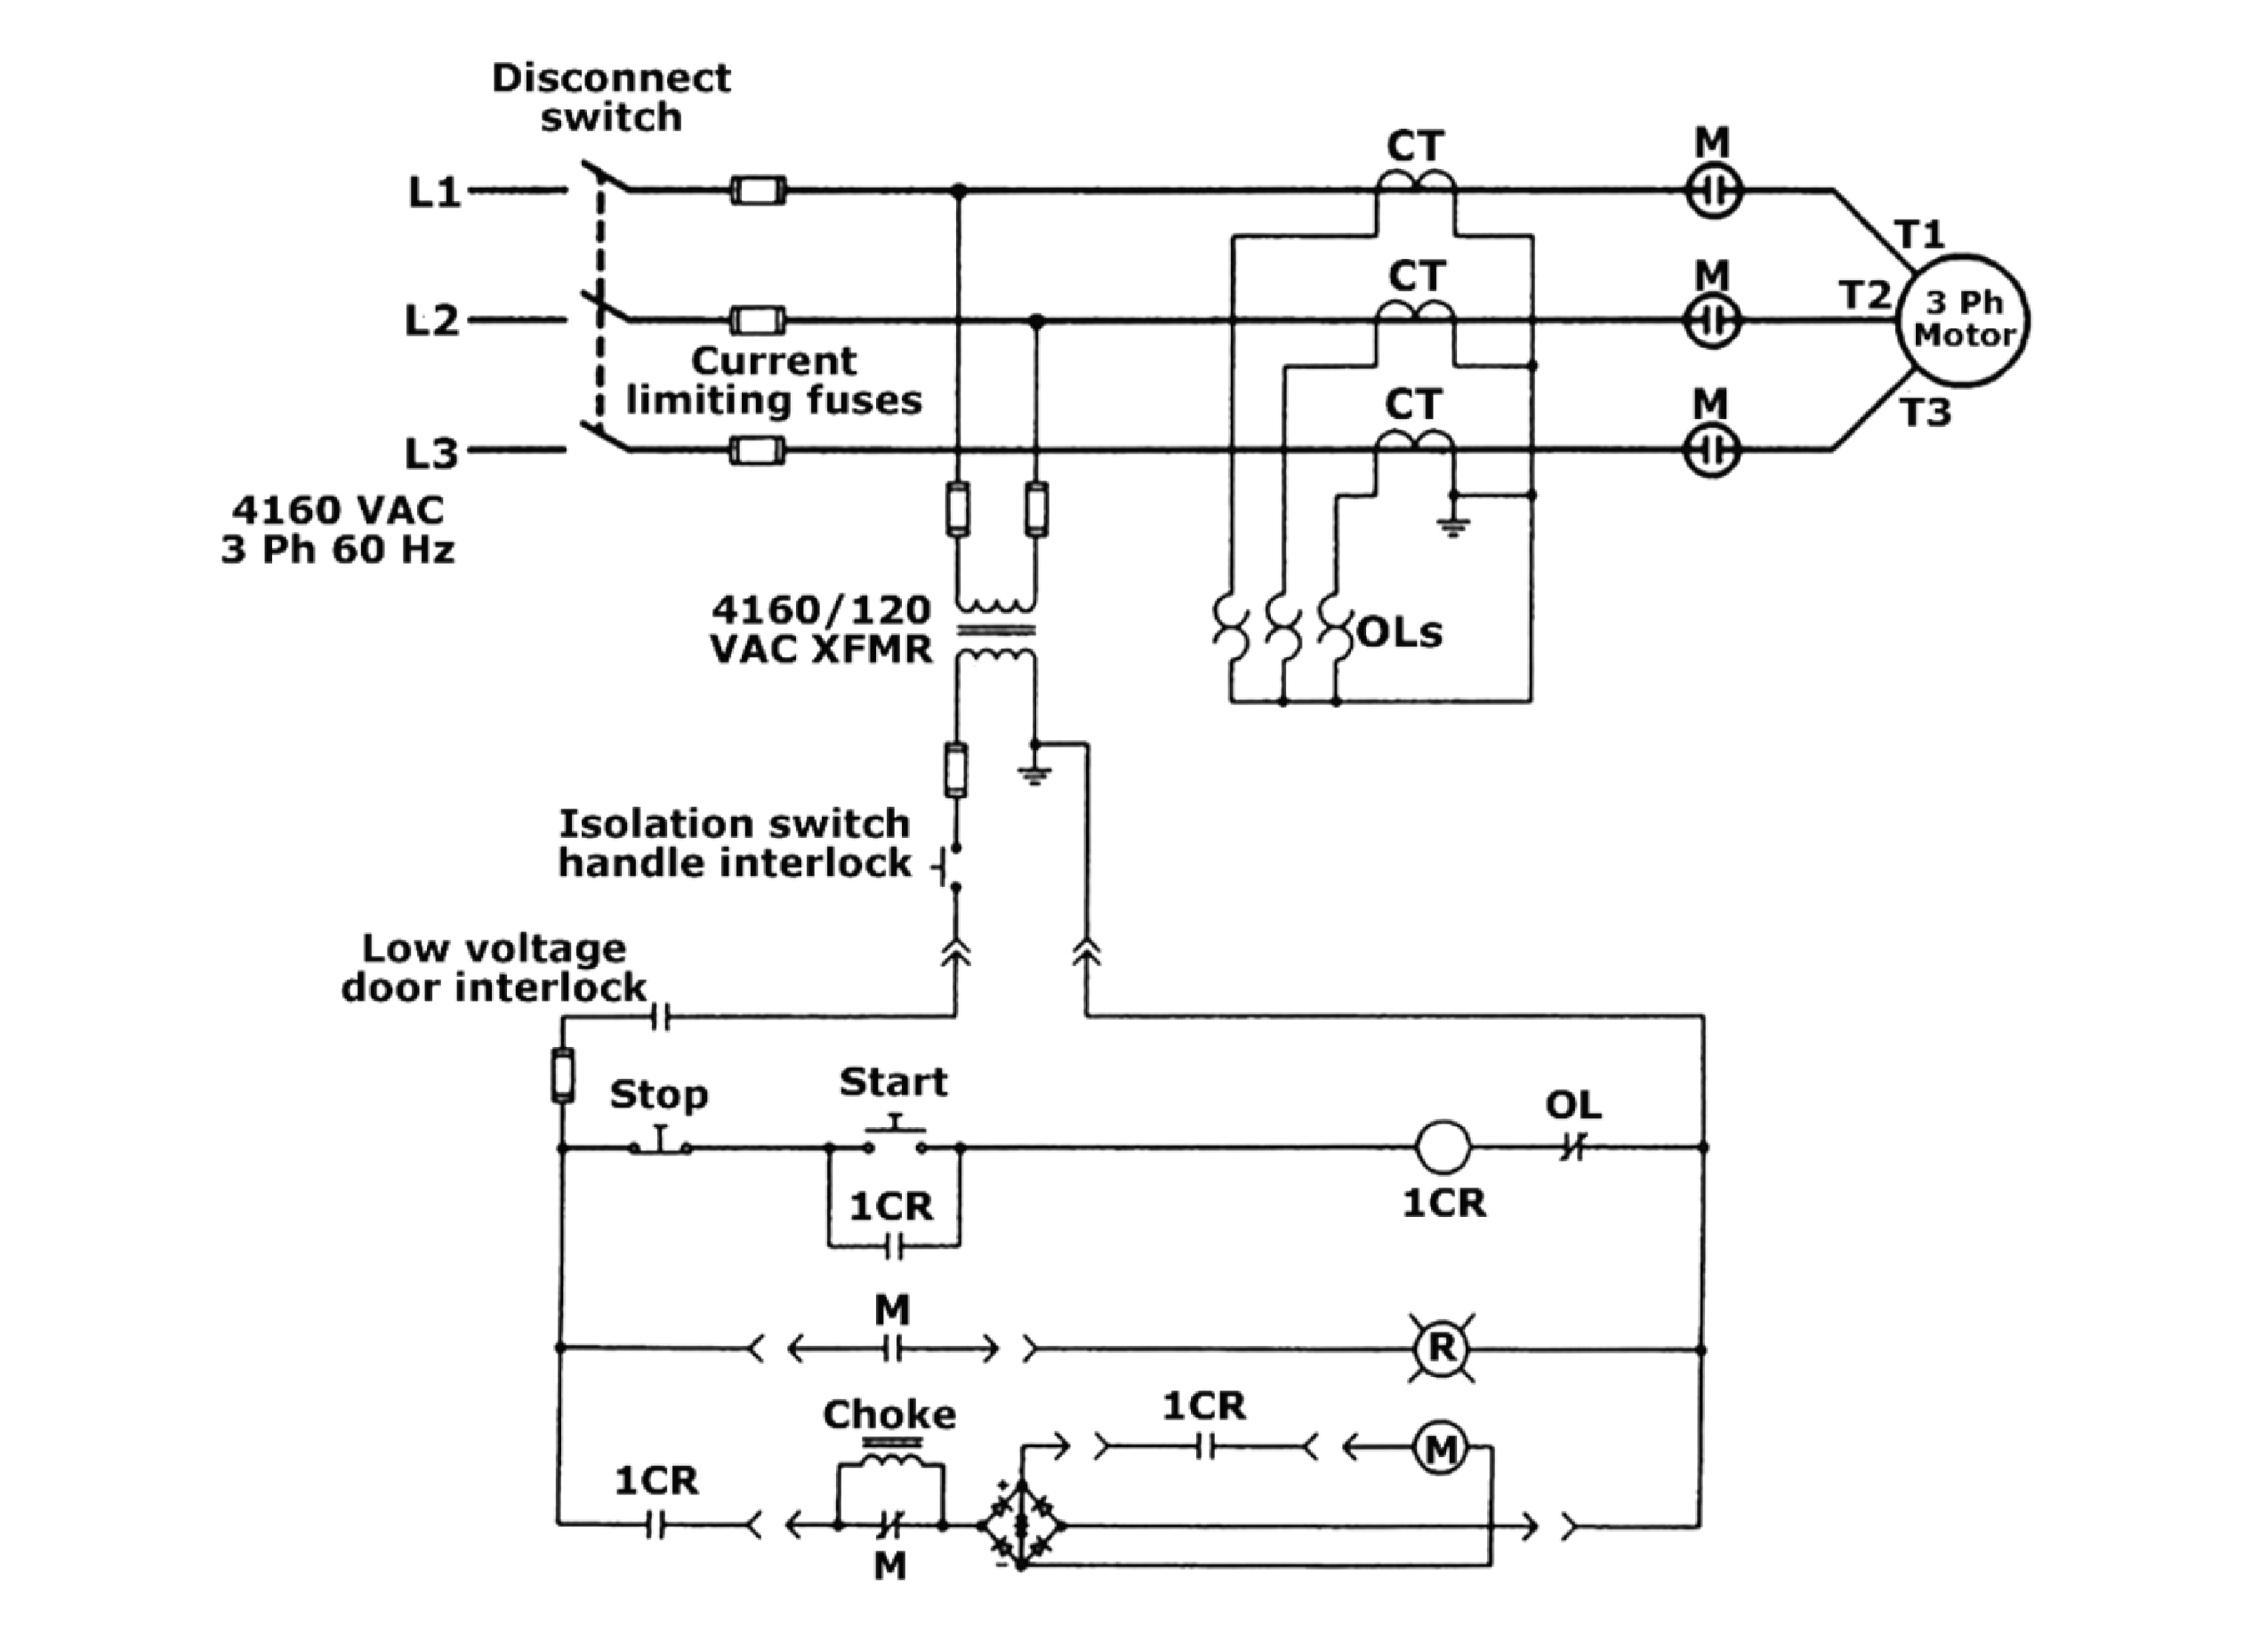 Disconnect
switch
CT
M
L1
T1
CT
M
T2
3 Ph
Motor
L2
Current
limiting fuses
CT
M
T3
L3
4160 VAC
3 Ph 60 Hz
4160/120
VAC XFMR
OLs
Isolation switch
handle interlock
Low voltage
door interlock
Stop
Start
OL
1CR
1CR
M
R
Choke
1CR
M
1CR
+
-
M